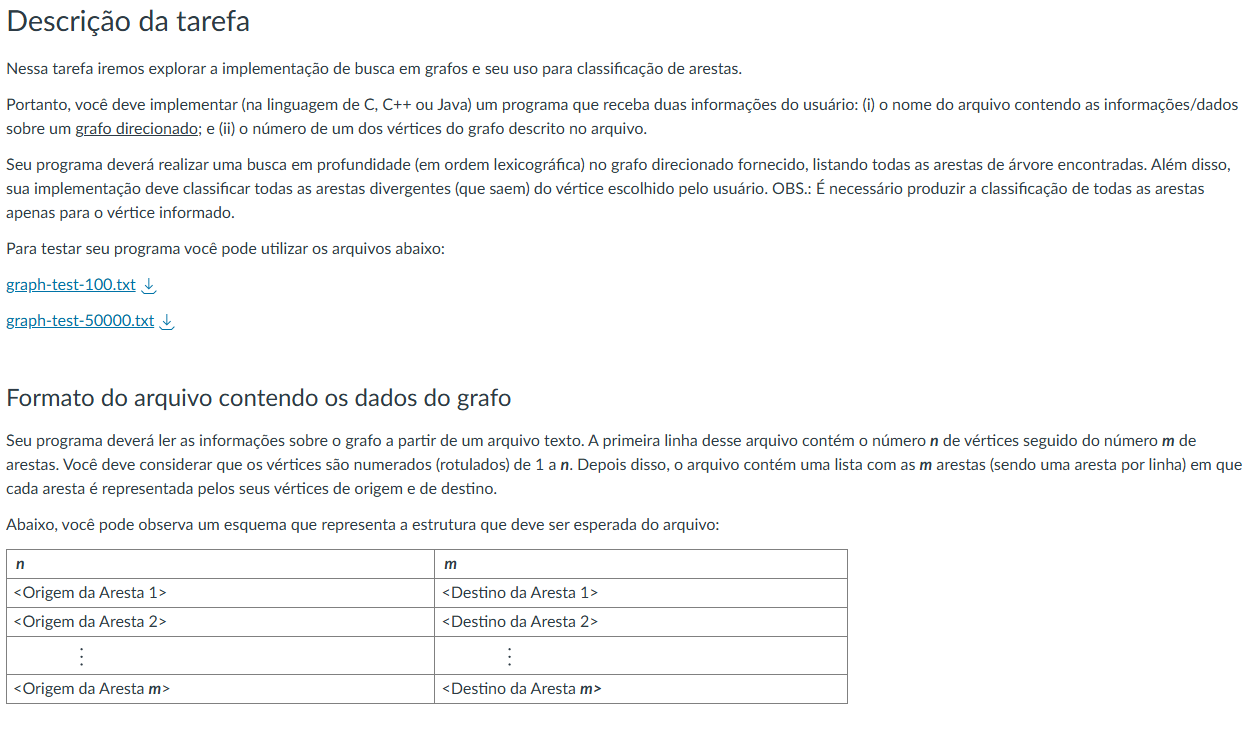 Descrição da tarefa
Nessa tarefa iremos explorar a implementação de busca em grafos e seu uso para classificação de arestas.
Portanto, você deve implementar (na linguagem de C, C++ ou Java) um programa que receba duas informações do usuário: (i) o nome do arquivo contendo as informações/dados
sobre um grafo direcionado; e (ii) o número de um dos vértices do grafo descrito no arquivo.
Seu programa deverá realizar uma busca em profundidade (em ordem lexicográfica) no grafo direcionado fornecido, listando todas as arestas de árvore encontradas. Além disso,
sua implementação deve classificar todas as arestas divergentes (que saem) do vértice escolhido pelo usuário. OBS.: É necessário produzir a classificação de todas as arestas
apenas para o vértice informado.
Para testar seu programa você pode utilizar os arquivos abaixo:
graph-test-100.txt
graph-test-50000.txt
Formato do arquivo contendo os dados do grafo
Seu programa deverá ler as informações sobre o grafo a partir de um arquivo texto. A primeira linha desse arquivo contém o número n de vértices seguido do número m de
arestas. Você deve considerar que os vértices são numerados (rotulados) de 1 a n. Depois disso, o arquivo contém uma lista com as m arestas (sendo uma aresta por linha) em que
cada aresta é representada pelos seus vértices de origem e de destino.
Abaixo, você pode observa um esquema que representa a estrutura que deve ser esperada do arquivo:
n m
<Origem da Aresta 1> <Destino da Aresta 1>
<Origem da Aresta 2> <Destino da Aresta 2>
⋮ ⋮
<Origem da Aresta m> <Destino da Aresta m>